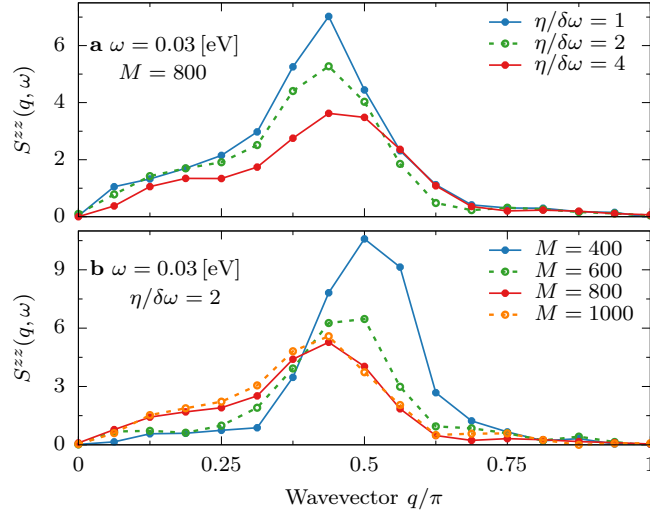 a ω = 0.03 [eV]
M = 800
η/δω = 1
η/δω = 2
η/δω = 4
S^{zz}(q, ω)
6
4
2
0
b ω = 0.03 [eV]
η/δω = 2
M = 400
M = 600
M = 800
M = 1000
S^{zz}(q, ω)
9
6
3
0
0 0.25 0.5 0.75 1
Wavevector q/π